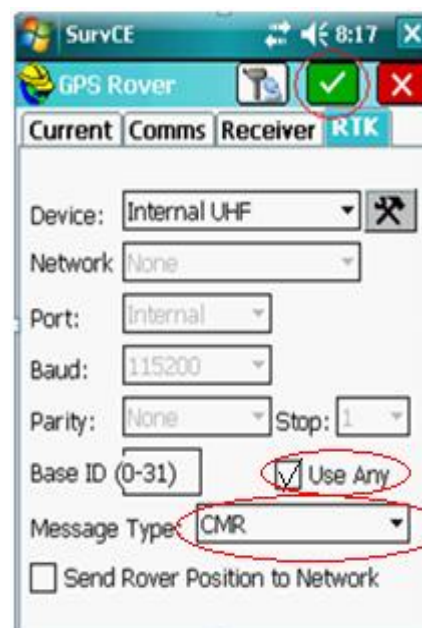 SurvCE 8:17
GPS Rover
Current Comms Receiver RTK
Device: Internal UHF
Network None
Port: Internal
Baud: 115200
Parity: None Stop: 1
Base ID (0-31) Use Any
Message Type: CMR
Send Rover Position to Network